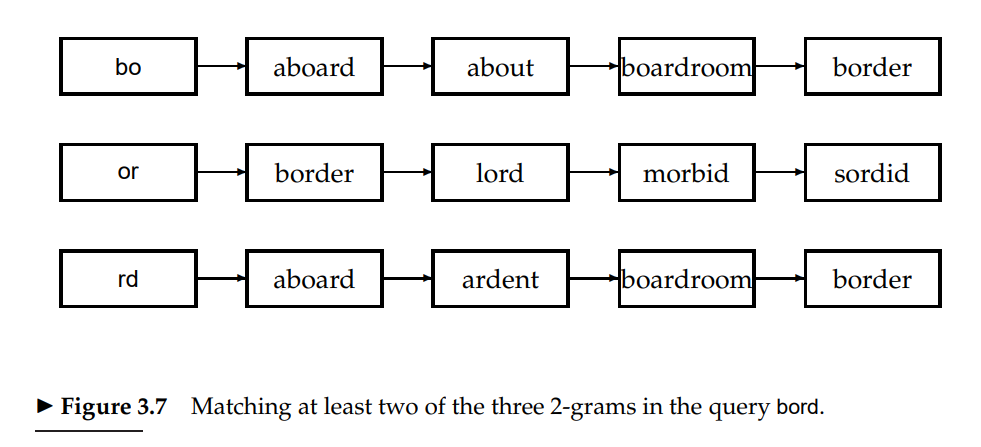 bo aboard about boardroom border
or border lord morbid sordid
rd aboard ardent boardroom border
► Figure 3.7 Matching at least two of the three 2-grams in the query bord.